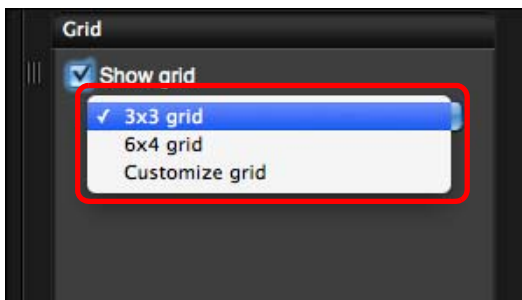 Grid
Show grid
✓ 3x3 grid
6x4 grid
Customize grid